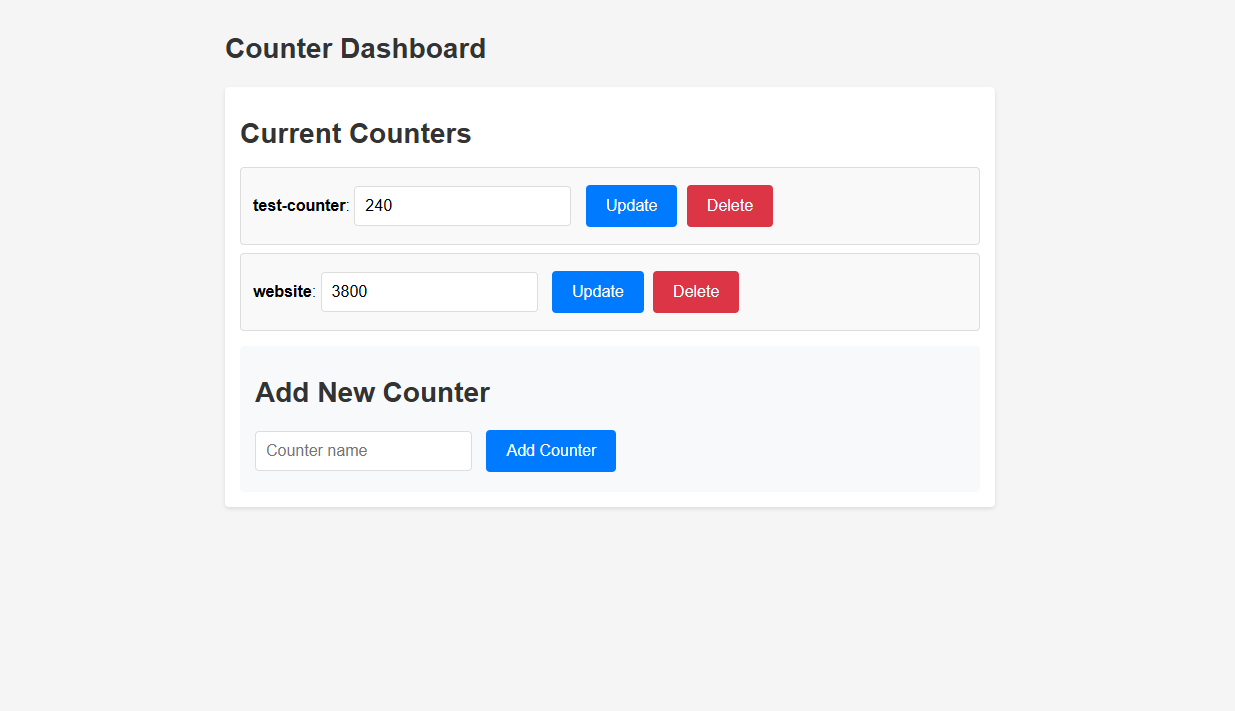 Counter Dashboard
Current Counters
test-counter: 240 Update Delete
website: 3800 Update Delete
Add New Counter
Counter name Add Counter